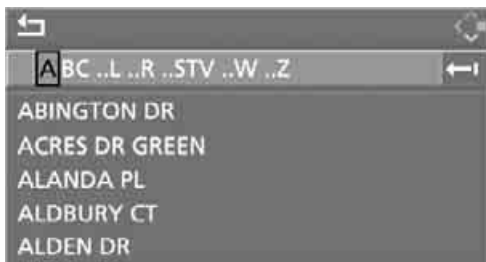 ABC ..L ..R ..STV ..W ..Z
ABINGTON DR
ACRES DR GREEN
ALANDA PL
ALDBURY CT
ALDEN DR